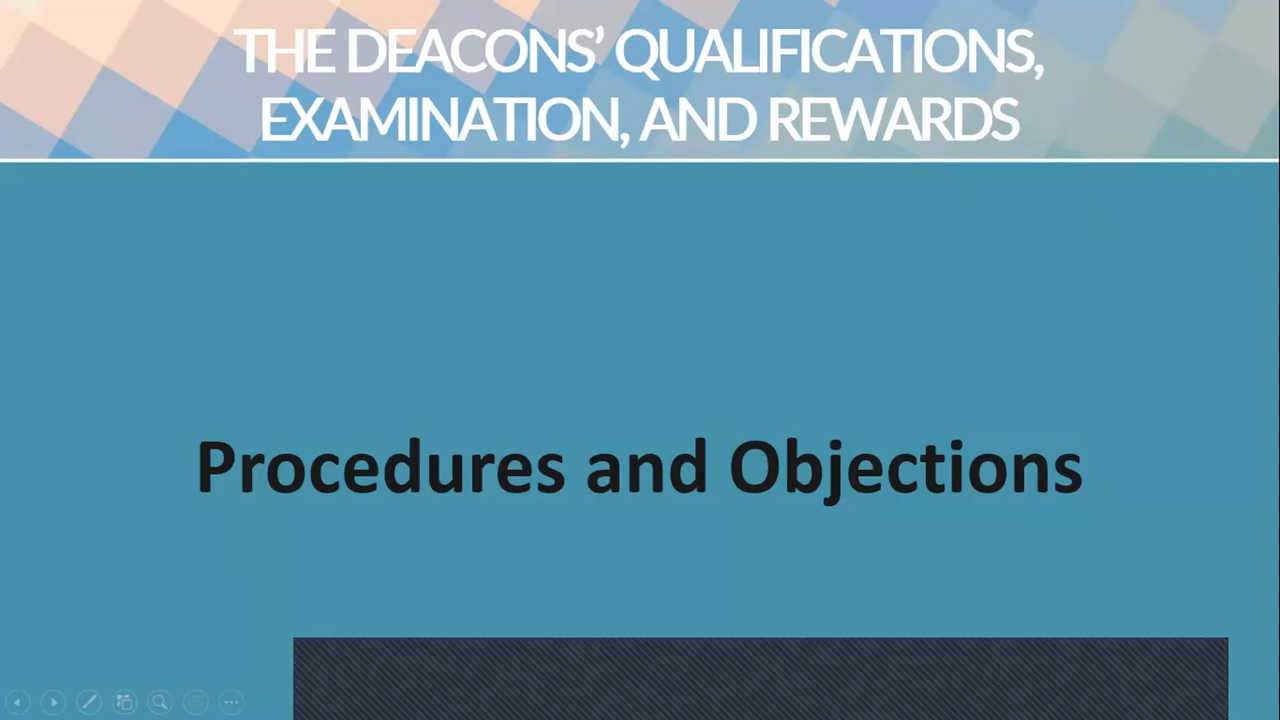 THE DEACONS’ QUALIFICATIONS,
EXAMINATION, AND REWARDS
Procedures and Objections